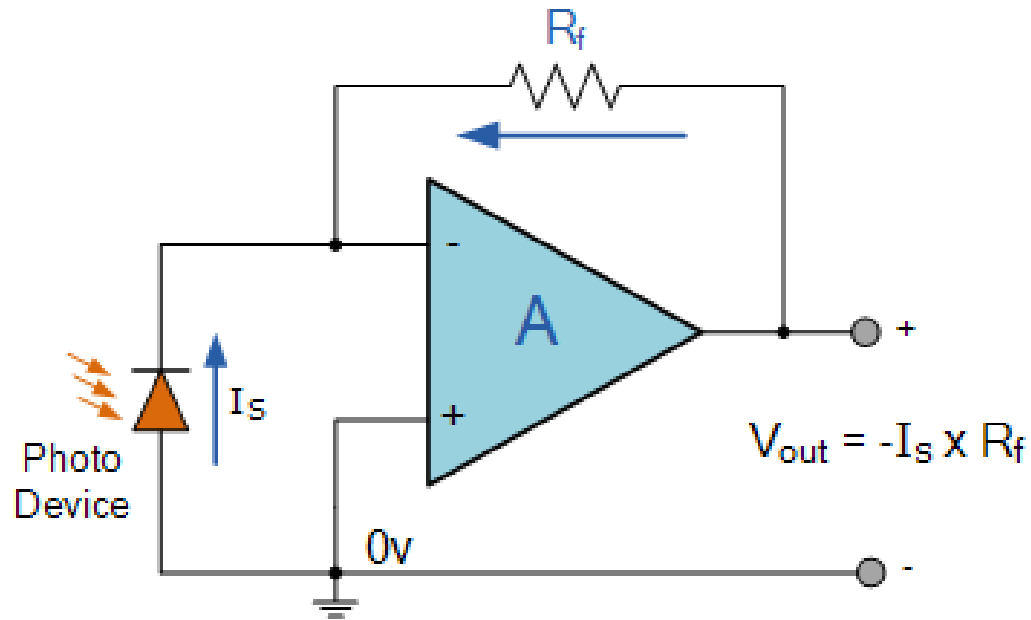 Rf
-
A
+
Is
+
Photo
Device
Vout = -Is x Rf
0v
-